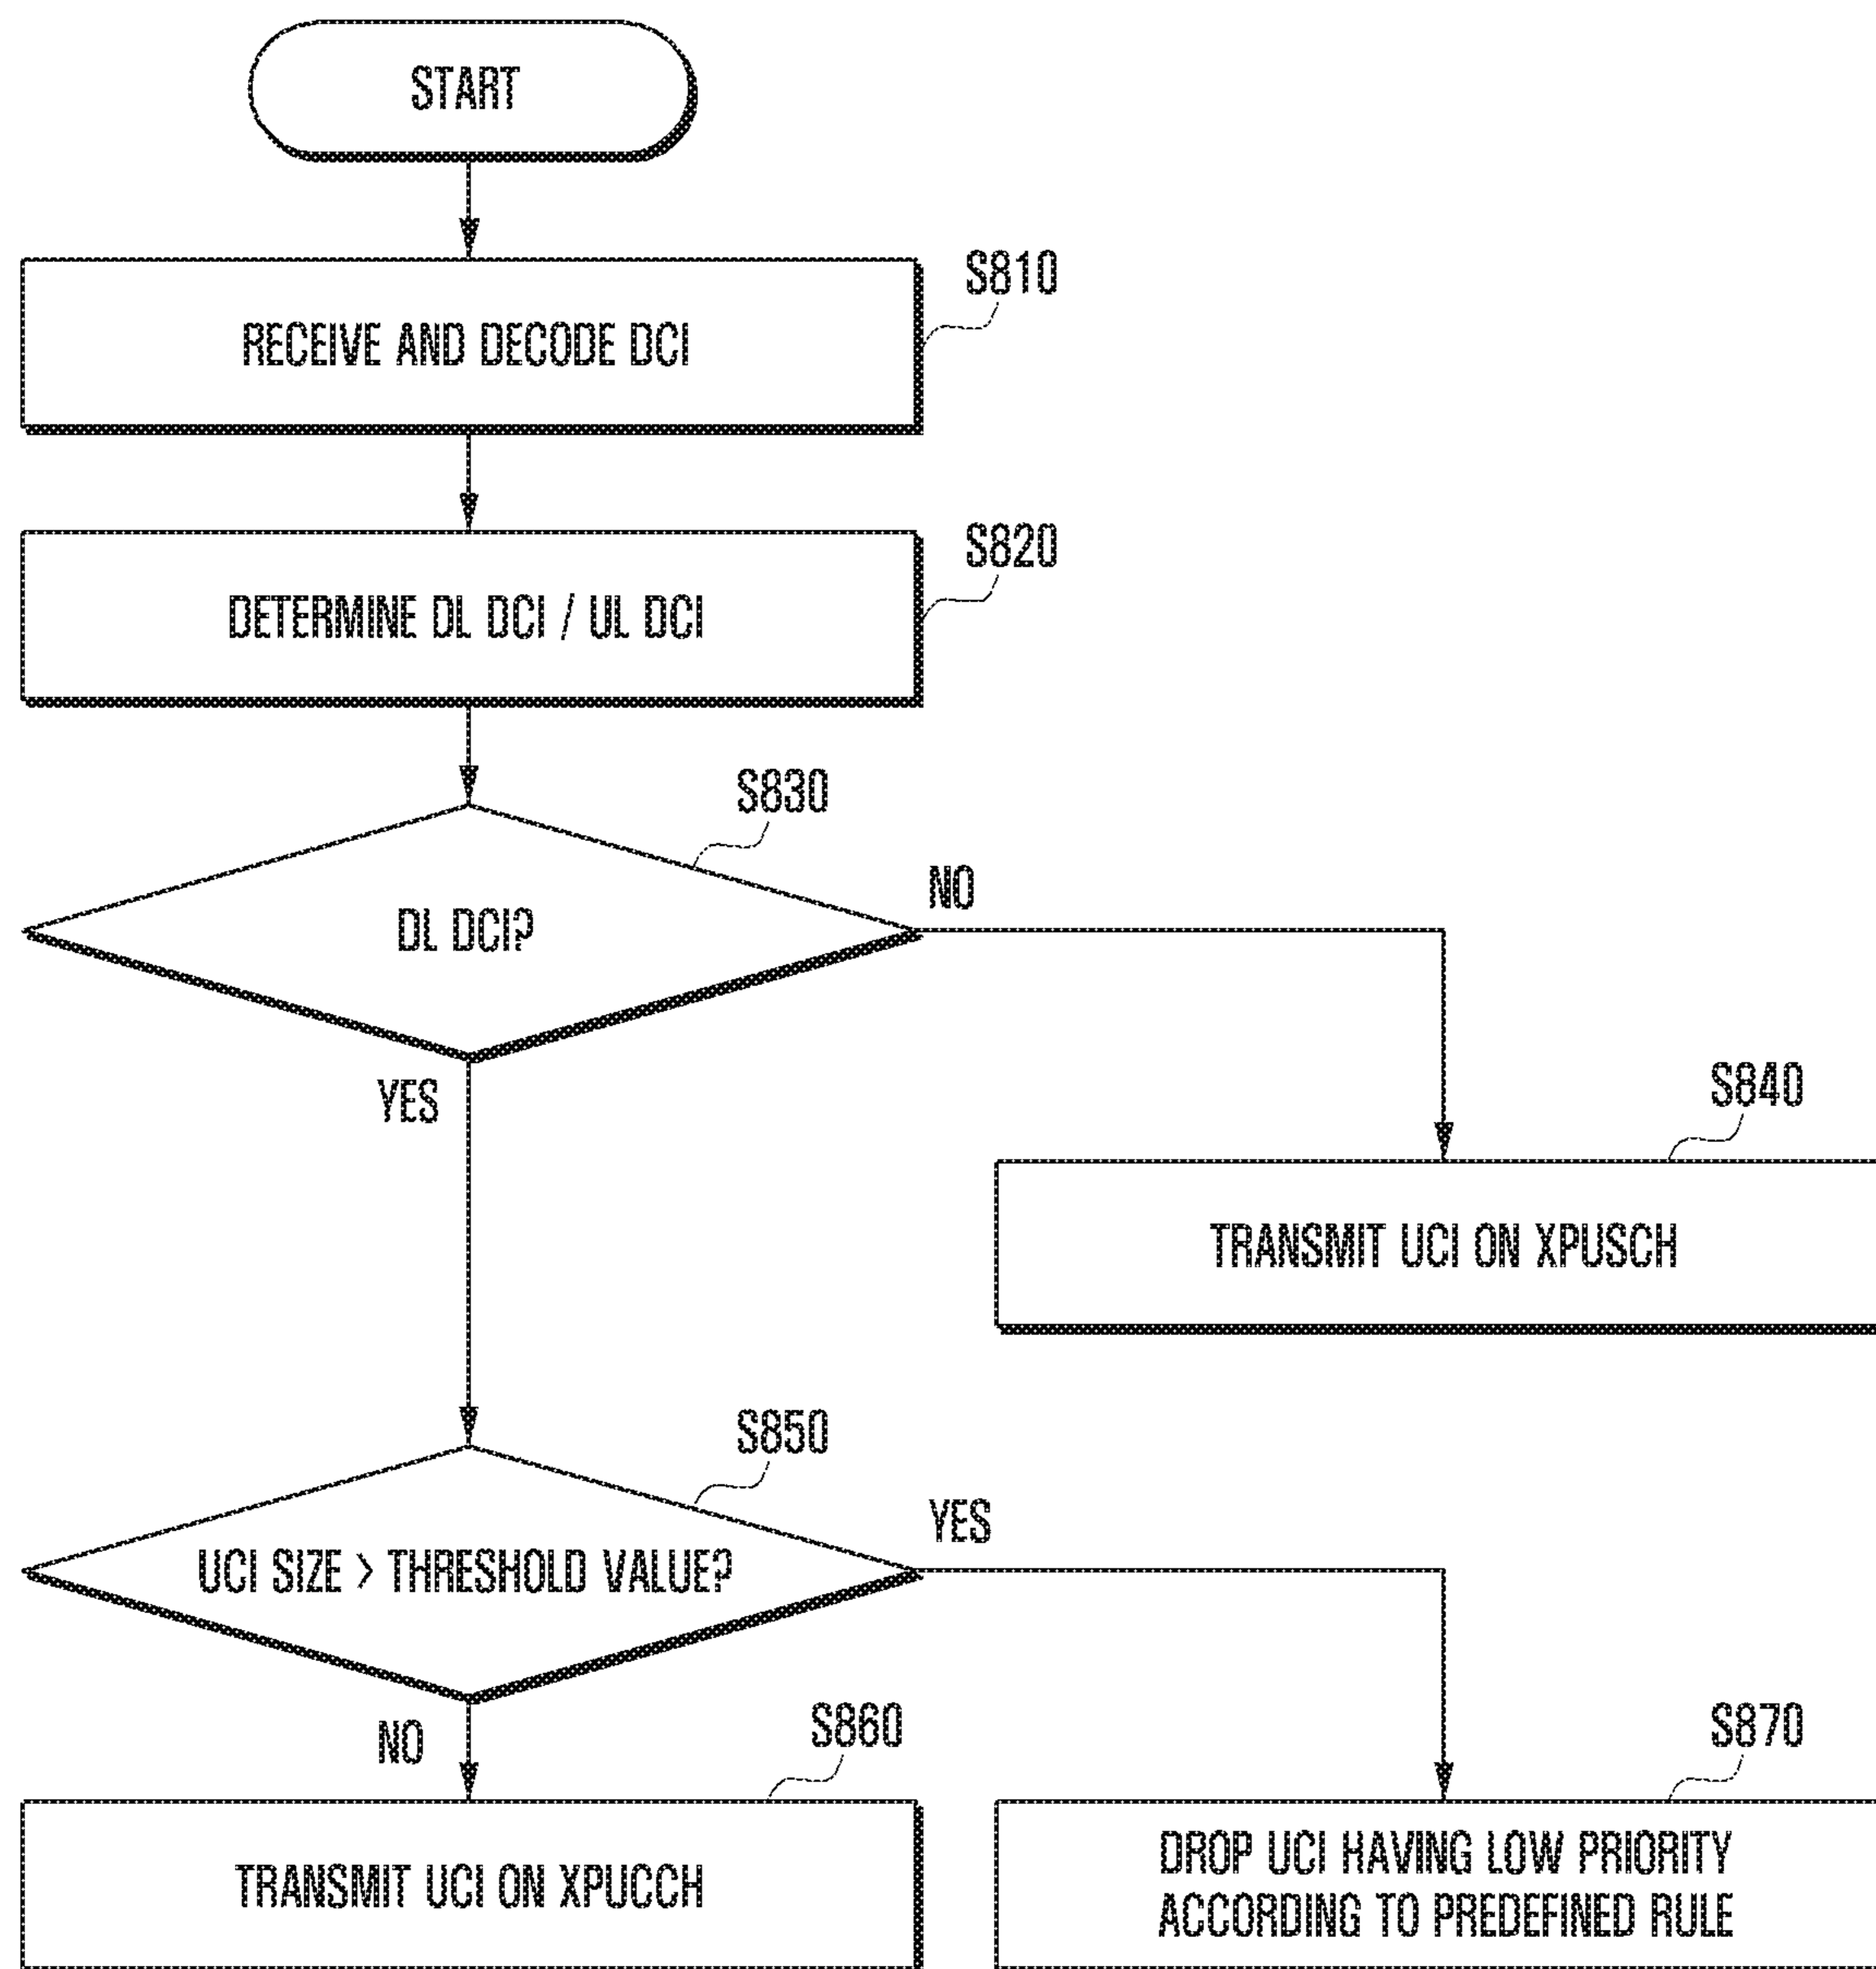 START
S810
RECEIVE AND DECODE DCI
S820
DETERMINE DL DCI / UL DCI
S830
DL DCI?
NO
YES
S840
TRANSMIT UCI ON XPUSCH
S850
UCI SIZE > THRESHOLD VALUE?
YES
NO
S860
TRANSMIT UCI ON XPUCCH
S870
DROP UCI HAVING LOW PRIORITY
ACCORDING TO PREDEFINED RULE